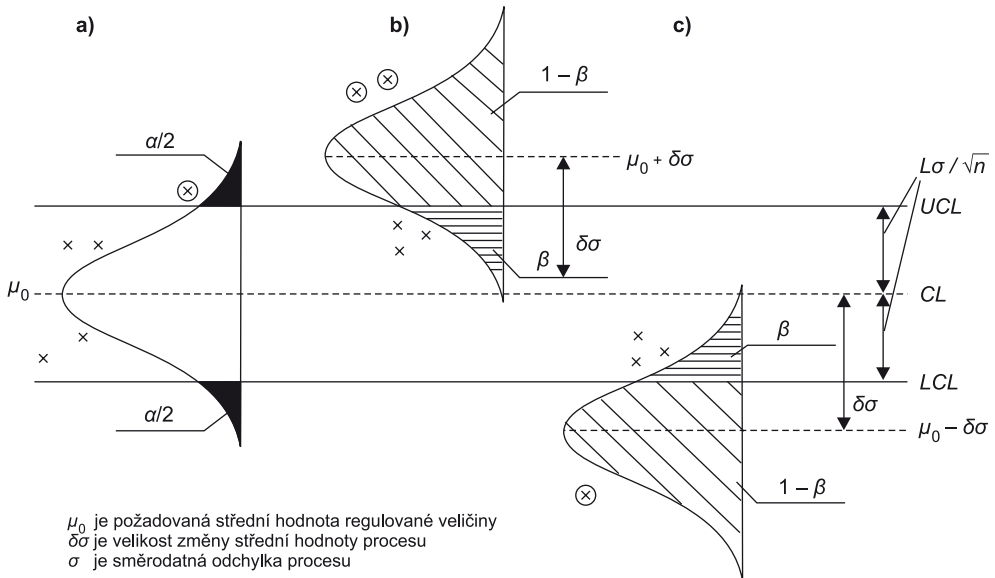 a)
b)
c)
1 – β
α/2
μ₀ + δσ
Lσ / √n
UCL
δσ
β
μ₀
CL
β
LCL
δσ
α/2
μ₀ – δσ
1 – β
μ₀ je požadovaná střední hodnota regulované veličiny
δσ je velikost změny střední hodnoty procesu
σ je směrodatná odchylka procesu